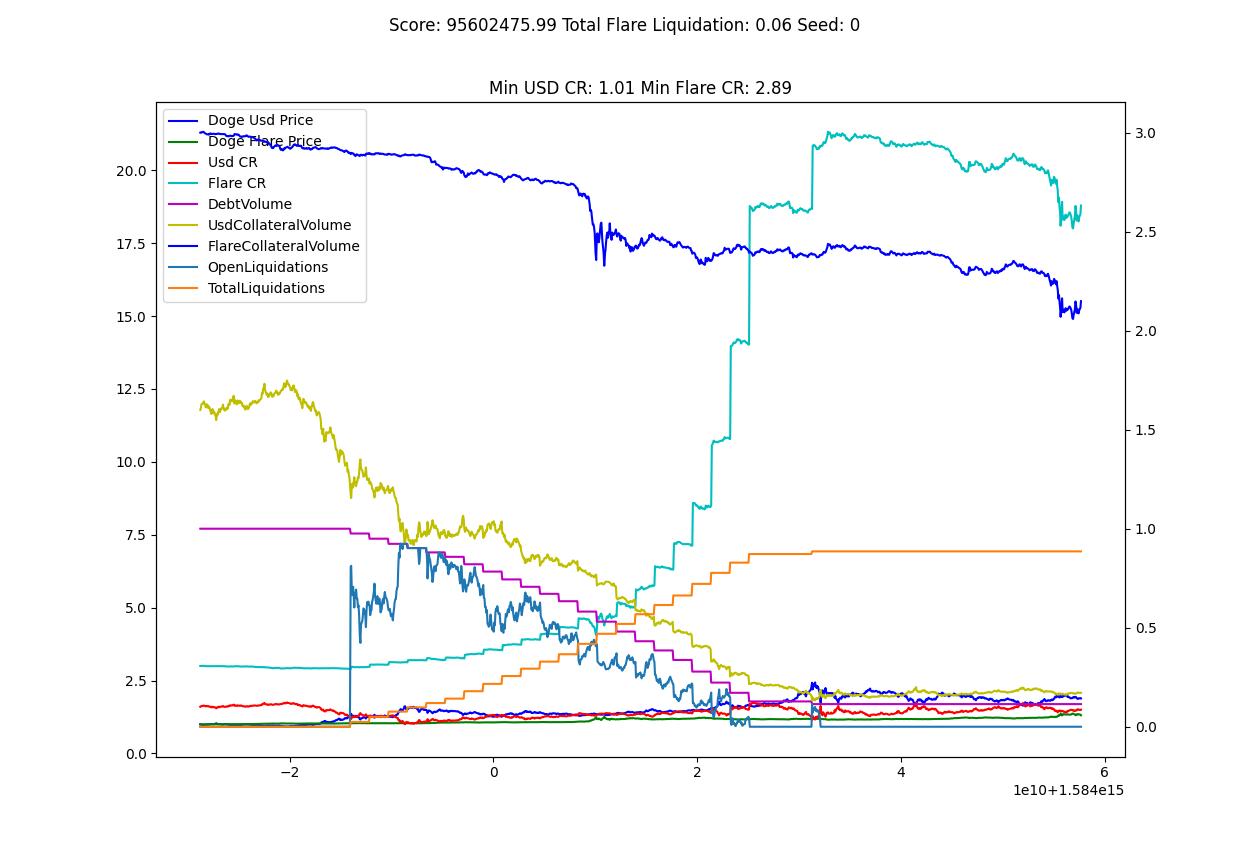 Score: 95602475.99 Total Flare Liquidation: 0.06 Seed: 0
Min USD CR: 1.01 Min Flare CR: 2.89
Doge Usd Price
Doge Flare Price
Usd CR
Flare CR
DebtVolume
UsdCollateralVolume
FlareCollateralVolume
OpenLiquidations
TotalLiquidations
20.0
17.5
15.0
12.5
10.0
7.5
5.0
2.5
0.0
3.0
2.5
2.0
1.5
1.0
0.5
0.0
−2 0 2 4 6
1e10+1.584e15